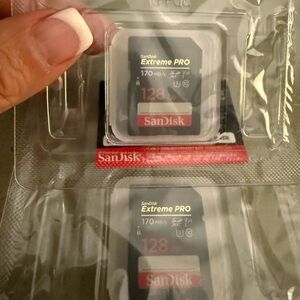 SanDisk
Extreme PRO
170 MB/s
128
SanDisk
SanDisk
SanDisk
Extreme PRO
170 MB/s
128
SanDisk